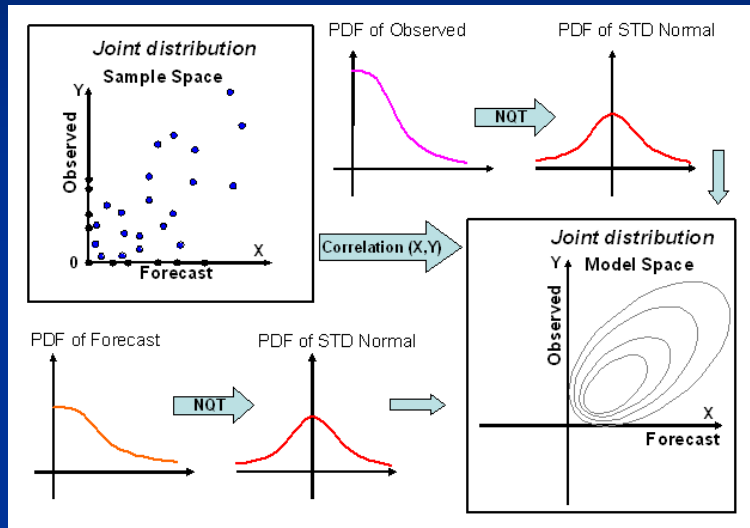 Joint distribution
Sample Space
Y
Observed
0
X
Forecast
PDF of Observed
NQT
PDF of STD Normal
Correlation (X,Y)
Joint distribution
Y
Model Space
Observed
X
Forecast
PDF of Forecast
NQT
PDF of STD Normal